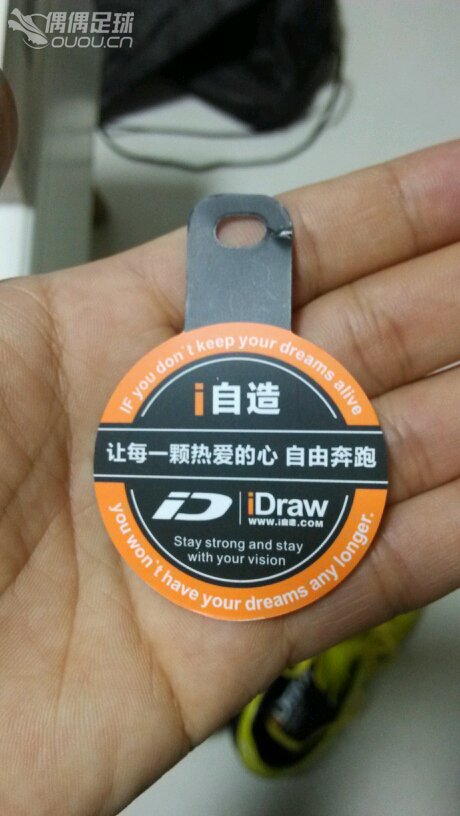 偶偶足球
OUOU.CN
IF you don't keep your dreams alive
i自造
让每一颗热爱的心 自由奔跑
iD iDraw
WWW.i自造.COM
Stay strong and stay
with your vision
you won't have your dreams any longer.